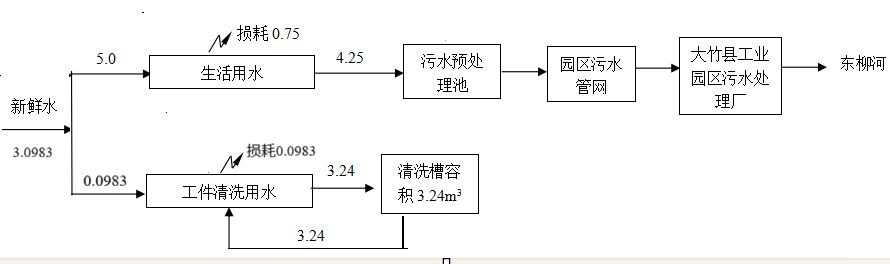 损耗 0.75
5.0
生活用水
4.25
污水预处
理池
园区污水
管网
大竹县工业
园区污水处
理厂
东柳河
新鲜水
3.0983
损耗0.0983
0.0983
工件清洗用水
3.24
清洗槽容
积 3.24m³
3.24